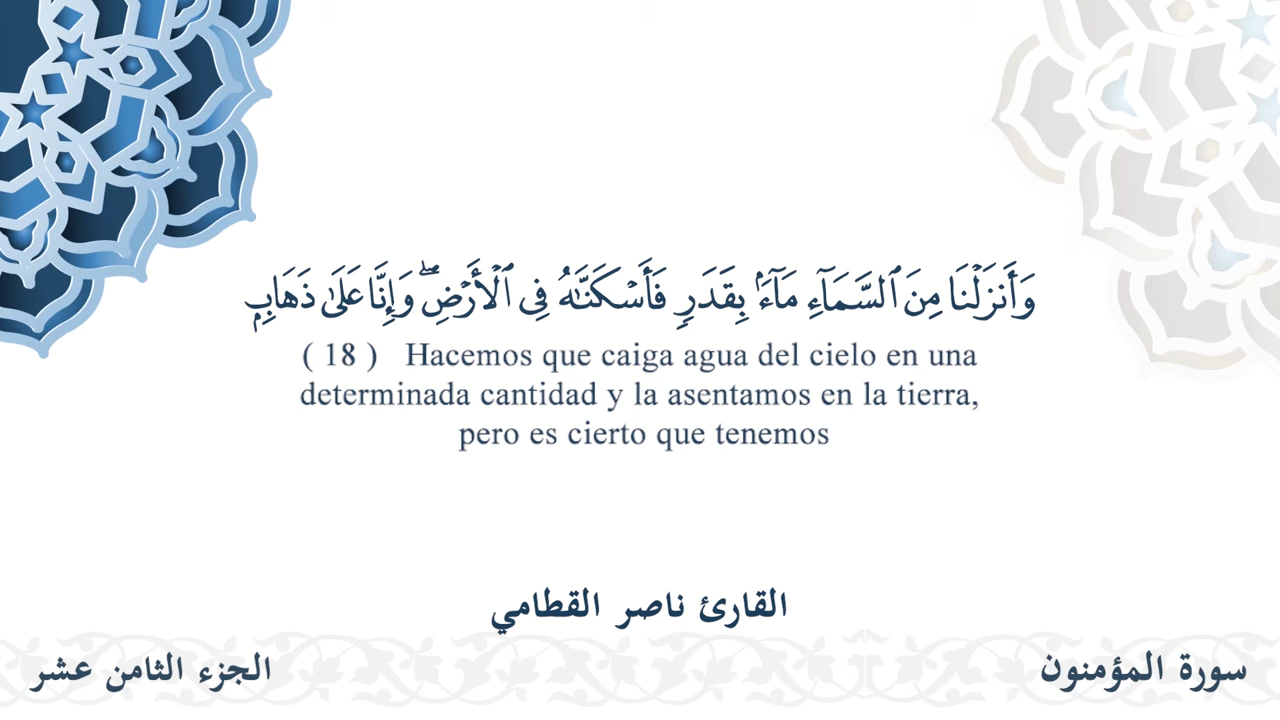 وَأَنزَلْنَا مِنَ ٱلسَّمَآءِ مَآءًۢ بِقَدَرٍ فَأَسْكَنَّٰهُ فِى ٱلْأَرْضِ ۖ وَإِنَّا عَلَىٰ ذَهَابٍۭ
( 18 ) Hacemos que caiga agua del cielo en una
determinada cantidad y la asentamos en la tierra,
pero es cierto que tenemos
القارئ ناصر القطامي
سورة المؤمنون
الجزء الثامن عشر